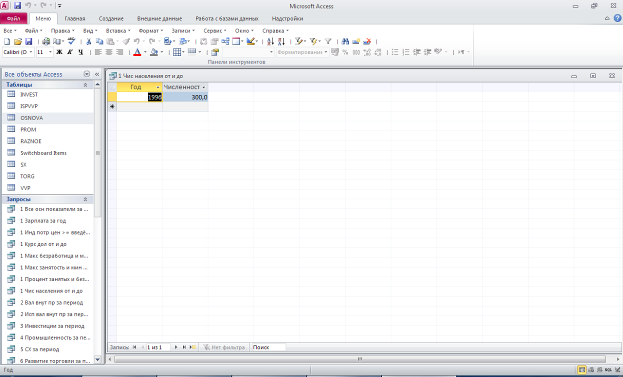 Microsoft Access
Файл Меню Главная Создание Внешние данные Работа с базами данных Надстройки
Все Файл Правка Вид Вставка Формат Записи Сервис Окно Справка
Calibri (О 11 Ж К Ч Форматирование
Панели инструментов
Все объекты Access
Таблицы
INVEST
ISPVVP
OSNOVA
PROM
RAZNOE
Switchboard Items
SX
TORG
VVP
Запросы
1 Все осн показатели за ...
1 Зарплата за год
1 Инд потр цен >= введе...
1 Курс дол от и до
1 Макс безработица и м...
1 Макс занятость и мин ...
1 Процент занятых и без...
1 Чис населения от и до
2 Вал внут пр за период
2 Исп вал внут пр за пер...
3 Инвестиции за период
4 Промышленность за пе...
5 СХ за период
6 Развитие торговли за п...
1 Чис населения от и до
Год Численност
1996 300,0
Запись: 1 из 1 Нет фильтра Поиск
Год